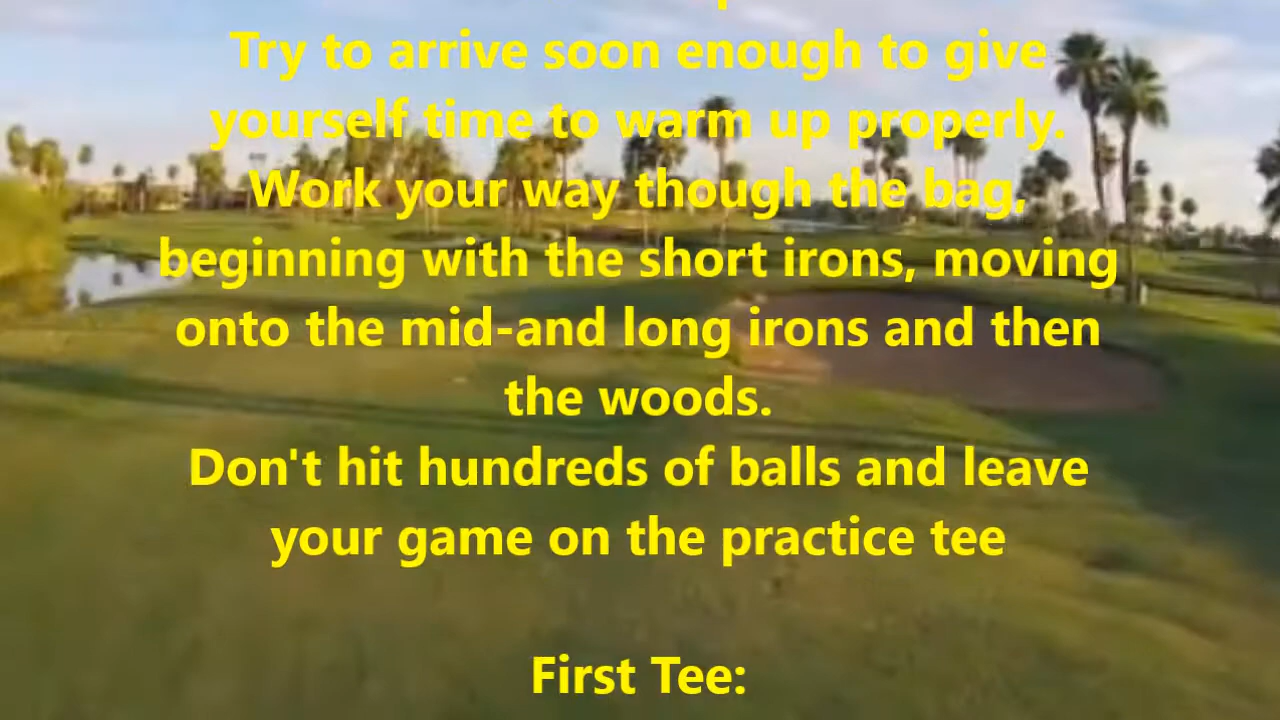 Try to arrive soon enough to give
yourself time to warm up properly.
Work your way though the bag,
beginning with the short irons, moving
onto the mid-and long irons and then
the woods.
Don't hit hundreds of balls and leave
your game on the practice tee
First Tee: